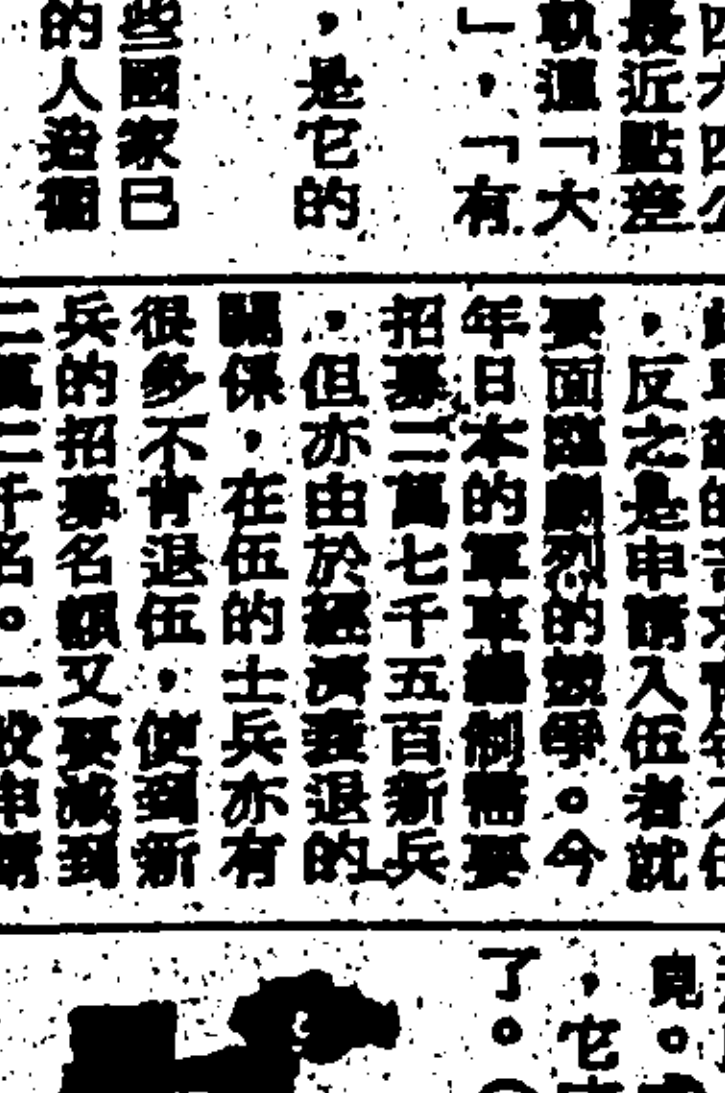 最近點差
「大
」，「有
，是它的
些國家已
的人造衛
，反之是申請入伍者就
要面臨劇烈的競爭。今
年日本的軍事編制需要
招募二萬七千五百新兵
，但亦由於經濟衰退的
關係，在伍的士兵亦有
很多不肯退伍，使到新
兵的招募名額又要減到
二萬二千名。一般申請
見。
，它
了。